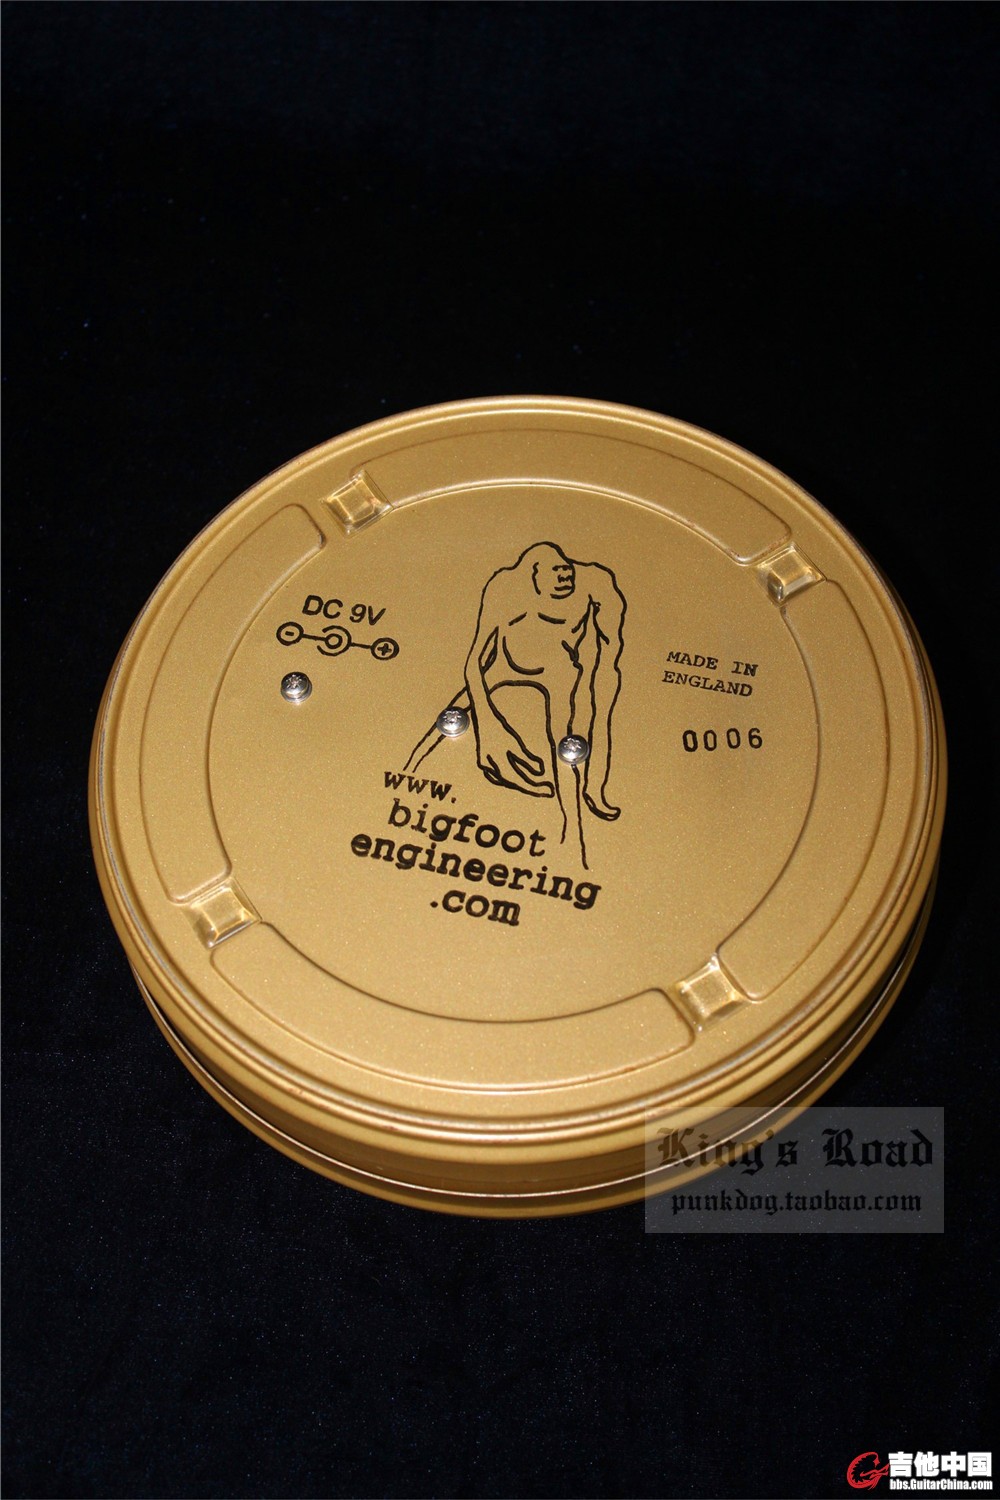 DC 9V
MADE IN
ENGLAND
0006
www.
bigfoot
engineering
.com
King's Road
punkdog.taobao.com
吉他中国
bbs.GuitarChina.com